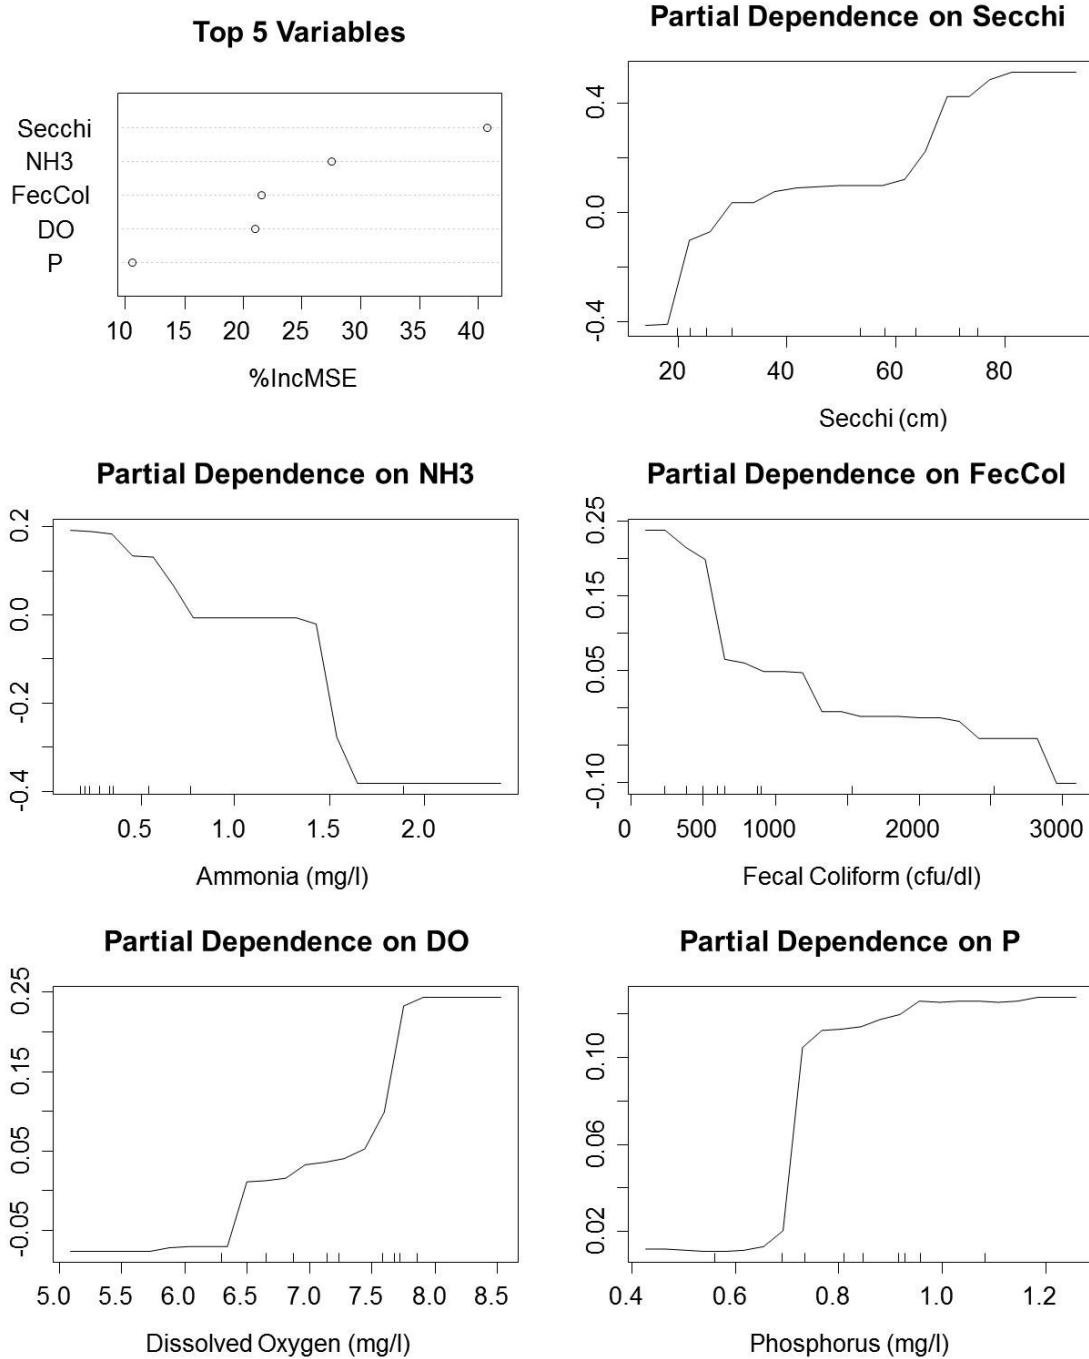 Top 5 Variables
Secchi
NH3
FecCol
DO
P
10 15 20 25 30 35 40
%IncMSE
Partial Dependence on Secchi
0.4
0.0
-0.4
20 40 60 80
Secchi (cm)
Partial Dependence on NH3
0.2
0.0
-0.2
-0.4
0.5 1.0 1.5 2.0
Ammonia (mg/l)
Partial Dependence on FecCol
0.25
0.15
0.05
-0.10
0 500 1000 2000 3000
Fecal Coliform (cfu/dl)
Partial Dependence on DO
0.25
0.15
0.05
-0.05
5.0 5.5 6.0 6.5 7.0 7.5 8.0 8.5
Dissolved Oxygen (mg/l)
Partial Dependence on P
0.10
0.06
0.02
0.4 0.6 0.8 1.0 1.2
Phosphorus (mg/l)